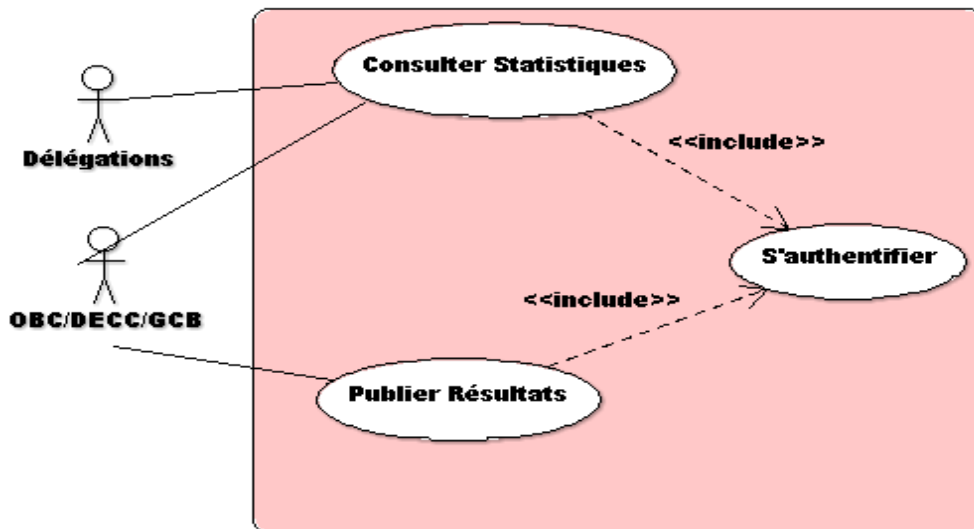 Consulter Statistiques
Délégations
<<include>>
S'authentifier
<<include>>
OBC/DECC/GCB
Publier Résultats